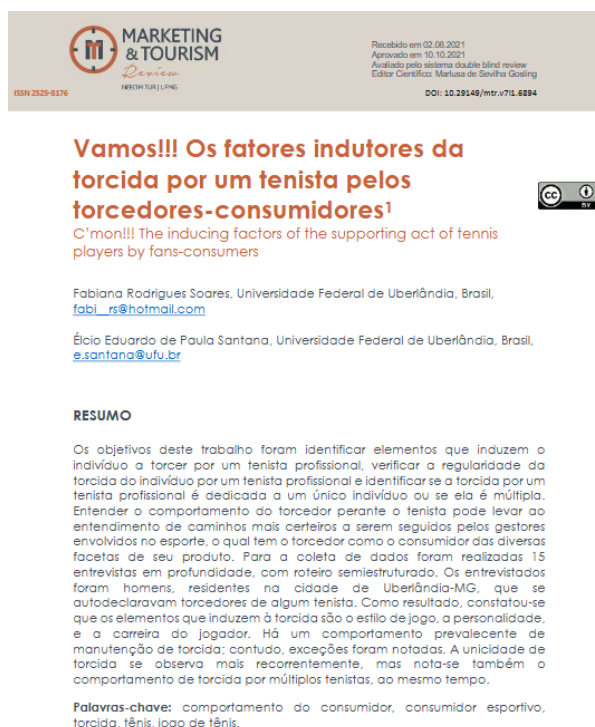 MARKETING
& TOURISM
Review
NEECIM TUR | UFMG
ISSN 2525-8176
Recebido em 02.08.2021
Aprovado em 10.10.2021
Avaliado pelo sistema double blind review
Editor Científico: Marlusa de Sevilha Gosling
DOI: 10.29149/mtr.v7i1.6894
Vamos!!! Os fatores indutores da
torcida por um tenista pelos
torcedores-consumidores¹
C'mon!!! The inducing factors of the supporting act of tennis
players by fans-consumers
cc
BY
Fabiana Rodrigues Soares, Universidade Federal de Uberlândia, Brasil,
fabi__rs@hotmail.com
Élcio Eduardo de Paula Santana, Universidade Federal de Uberlândia, Brasil,
e.santana@ufu.br
RESUMO
Os objetivos deste trabalho foram identificar elementos que induzem o
indivíduo a torcer por um tenista profissional, verificar a regularidade da
torcida do indivíduo por um tenista profissional e identificar se a torcida por um
tenista profissional é dedicada a um único indivíduo ou se ela é múltipla.
Entender o comportamento do torcedor perante o tenista pode levar ao
entendimento de caminhos mais certeiros a serem seguidos pelos gestores
envolvidos no esporte, o qual tem o torcedor como o consumidor das diversas
facetas de seu produto. Para a coleta de dados foram realizadas 15
entrevistas em profundidade, com roteiro semiestruturado. Os entrevistados
foram homens, residentes na cidade de Uberlândia-MG, que se
autodeclaravam torcedores de algum tenista. Como resultado, constatou-se
que os elementos que induzem à torcida são o estilo de jogo, a personalidade,
e a carreira do jogador. Há um comportamento prevalecente de
manutenção de torcida; contudo, exceções foram notadas. A unicidade de
torcida se observa mais recorrentemente, mas nota-se também o
comportamento de torcida por múltiplos tenistas, ao mesmo tempo.
Palavras-chave: comportamento do consumidor, consumidor esportivo,
torcida, tênis, jogo de tênis.